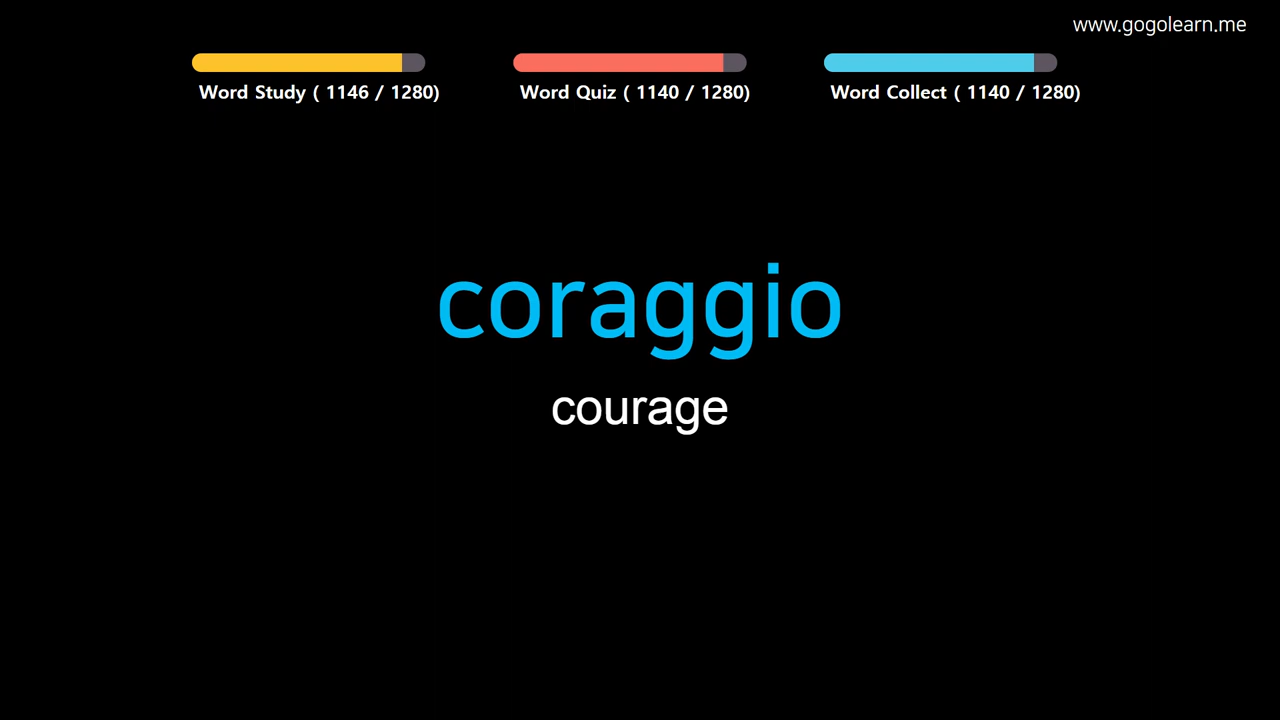 www.gogolearn.me
Word Study ( 1146 / 1280)
Word Quiz ( 1140 / 1280)
Word Collect ( 1140 / 1280)
coraggio
courage